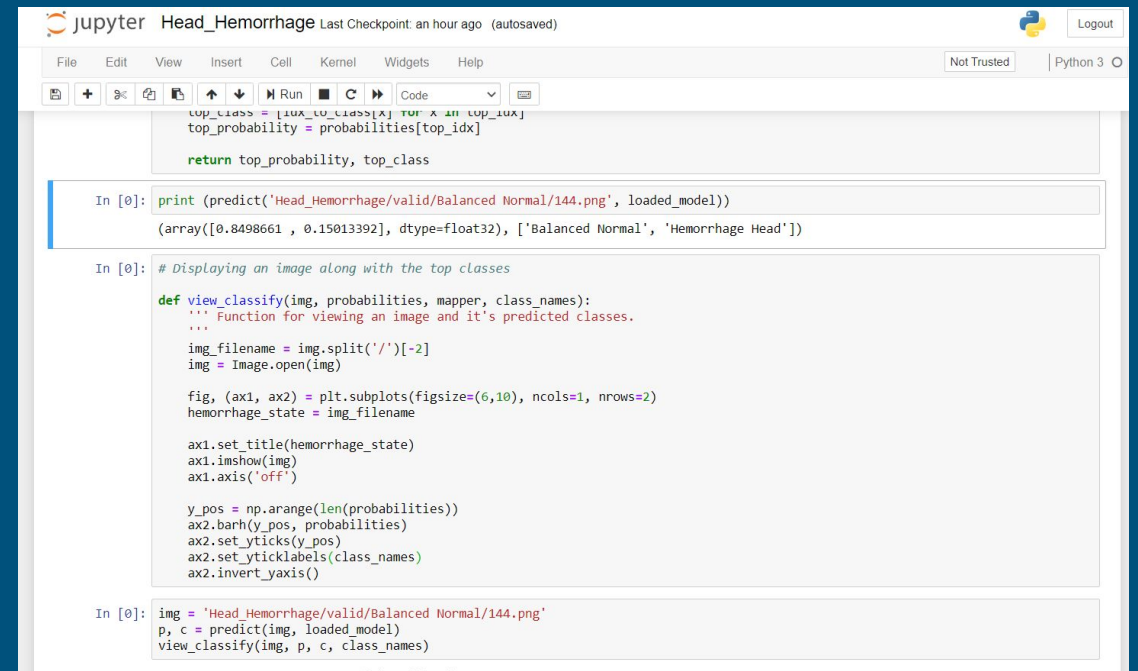 jupyter Head_Hemorrhage Last Checkpoint: an hour ago (autosaved)
Logout
File Edit View Insert Cell Kernel Widgets Help
Not Trusted
Python 3
Run
Code
top_class = [idx_to_class[x] for x in top_idx]
top_probability = probabilities[top_idx]
return top_probability, top_class
In [0]: print (predict('Head_Hemorrhage/valid/Balanced Normal/144.png', loaded_model))
(array([0.8498661 , 0.15013392], dtype=float32), ['Balanced Normal', 'Hemorrhage Head'])
In [0]: # Displaying an image along with the top classes
def view_classify(img, probabilities, mapper, class_names):
''' Function for viewing an image and it's predicted classes.
'''
img_filename = img.split('/')[-2]
img = Image.open(img)
fig, (ax1, ax2) = plt.subplots(figsize=(6,10), ncols=1, nrows=2)
hemorrhage_state = img_filename
ax1.set_title(hemorrhage_state)
ax1.imshow(img)
ax1.axis('off')
y_pos = np.arange(len(probabilities))
ax2.barh(y_pos, probabilities)
ax2.set_yticks(y_pos)
ax2.set_yticklabels(class_names)
ax2.invert_yaxis()
In [0]: img = 'Head_Hemorrhage/valid/Balanced Normal/144.png'
p, c = predict(img, loaded_model)
view_classify(img, p, c, class_names)